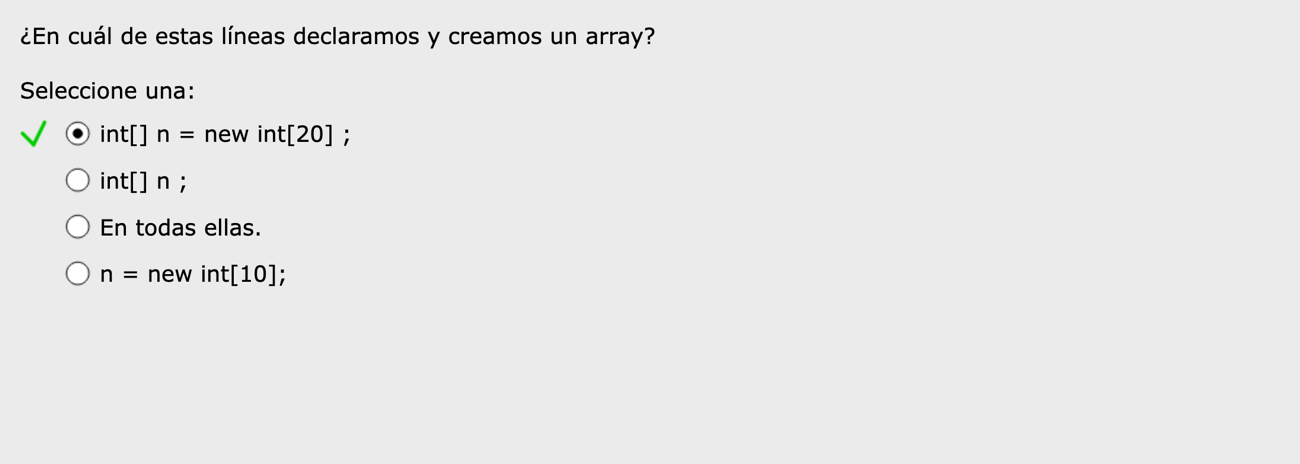 ¿En cuál de estas líneas declaramos y creamos un array?
Seleccione una:
int[] n = new int[20] ;
int[] n ;
En todas ellas.
n = new int[10];